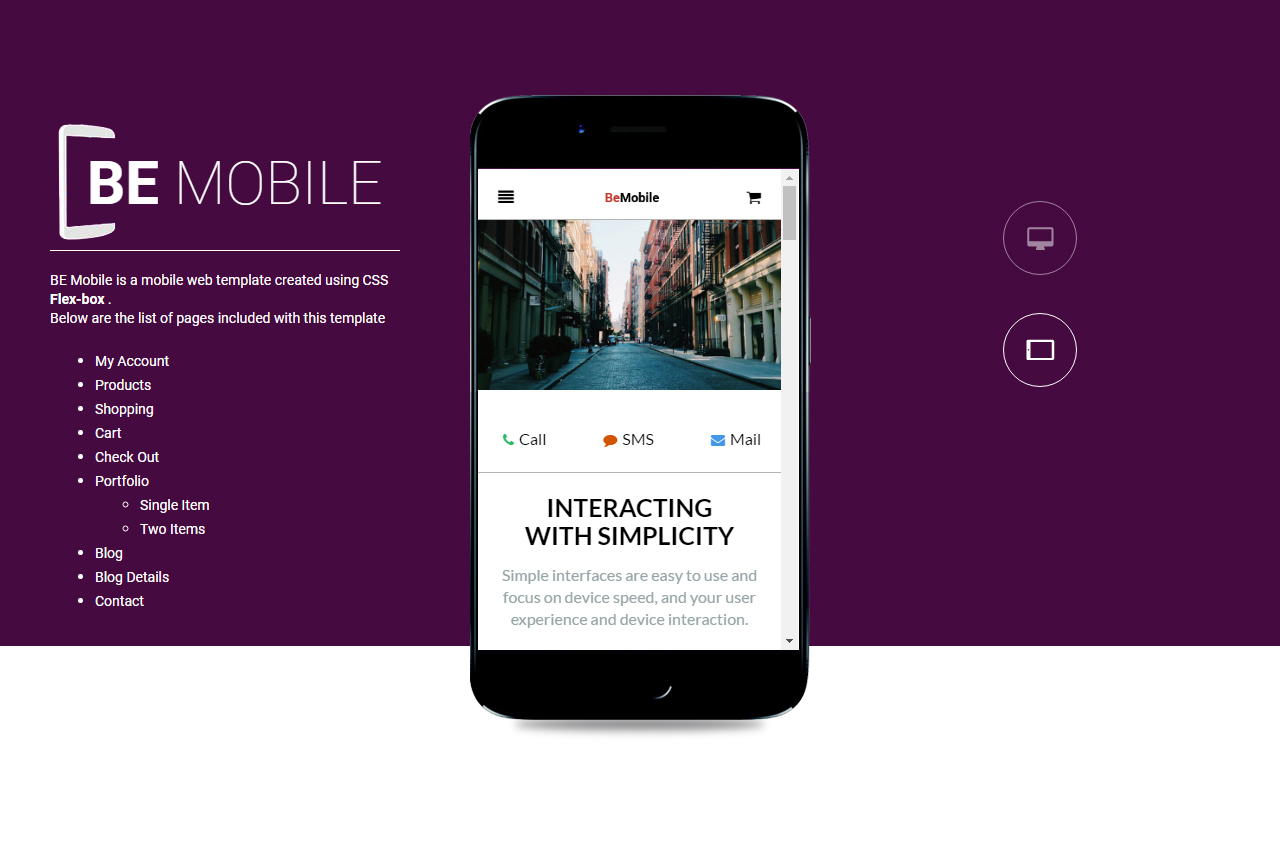 BE MOBILE
BE Mobile is a mobile web template created using CSS
Flex-box .
Below are the list of pages included with this template
My Account
Products
Shopping
Cart
Check Out
Portfolio
Single Item
Two Items
Blog
Blog Details
Contact
BeMobile
Call
SMS
Mail
INTERACTING
WITH SIMPLICITY
Simple interfaces are easy to use and
focus on device speed, and your user
experience and device interaction.